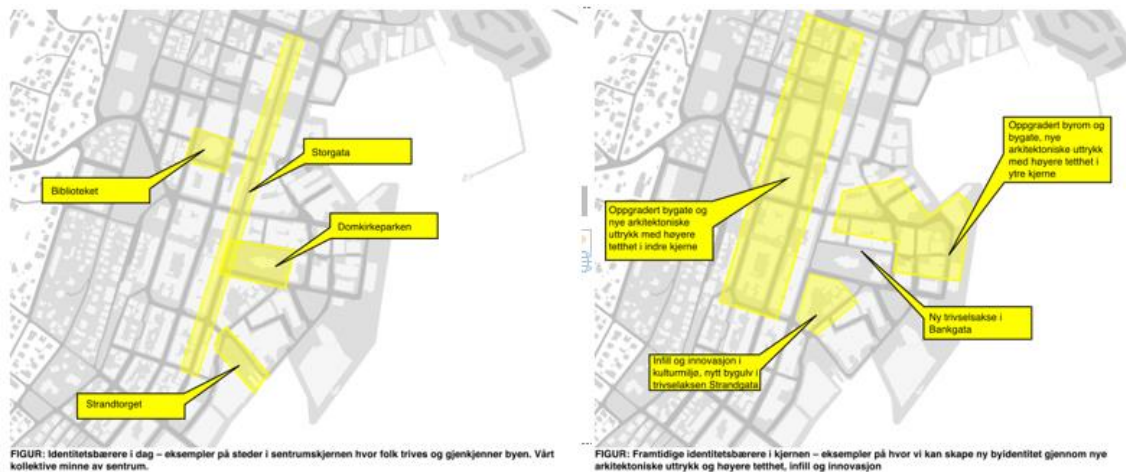 Storgata
Biblioteket
Domkirkeparken
Strandtorget
FIGUR: Identitetsbærere i dag – eksempler på steder i sentrumskjernen hvor folk trives og gjenkjenner byen. Vårt
kollektive minne av sentrum.
Oppgradert byrom og
bygate, nye
arkitektoniske uttrykk
med høyere tetthet i
ytre kjerne
Oppgradert bygate og
nye arkitektoniske
uttrykk med høyere
tetthet i indre kjerne
Ny trivselsakse i
Bankgata
Infill og innovasjon i
kulturmiljø, nytt bygulv i
trivselaksen Strandgata
FIGUR: Framtidige identitetsbærere i kjernen – eksempler på hvor vi kan skape ny byidentitet gjennom nye
arkitektoniske uttrykk og høyere tetthet, infill og innovasjon